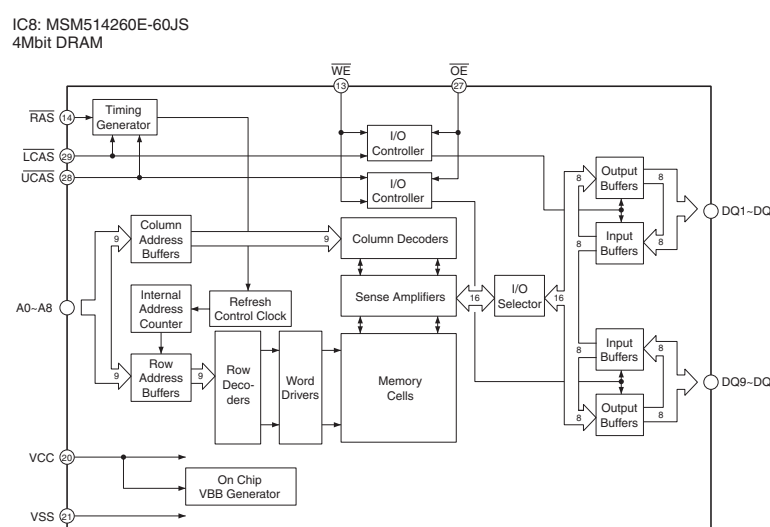 IC8: MSM514260E-60JS
4Mbit DRAM
WE
OE
13
27
RAS
14
Timing
Generator
I/O
Controller
LCAS
29
UCAS
28
I/O
Controller
8
Output
Buffers
8
DQ1~DQ
8
Input
Buffers
8
9
Column
Address
Buffers
9
Column Decoders
Internal
Address
Counter
Refresh
Control Clock
Sense Amplifiers
16
I/O
Selector
16
A0~A8
9
Row
Address
Buffers
9
Row
Deco-
ders
Word
Drivers
Memory
Cells
8
Input
Buffers
8
DQ9~DQ
8
Output
Buffers
8
VCC
20
On Chip
VBB Generator
VSS
21